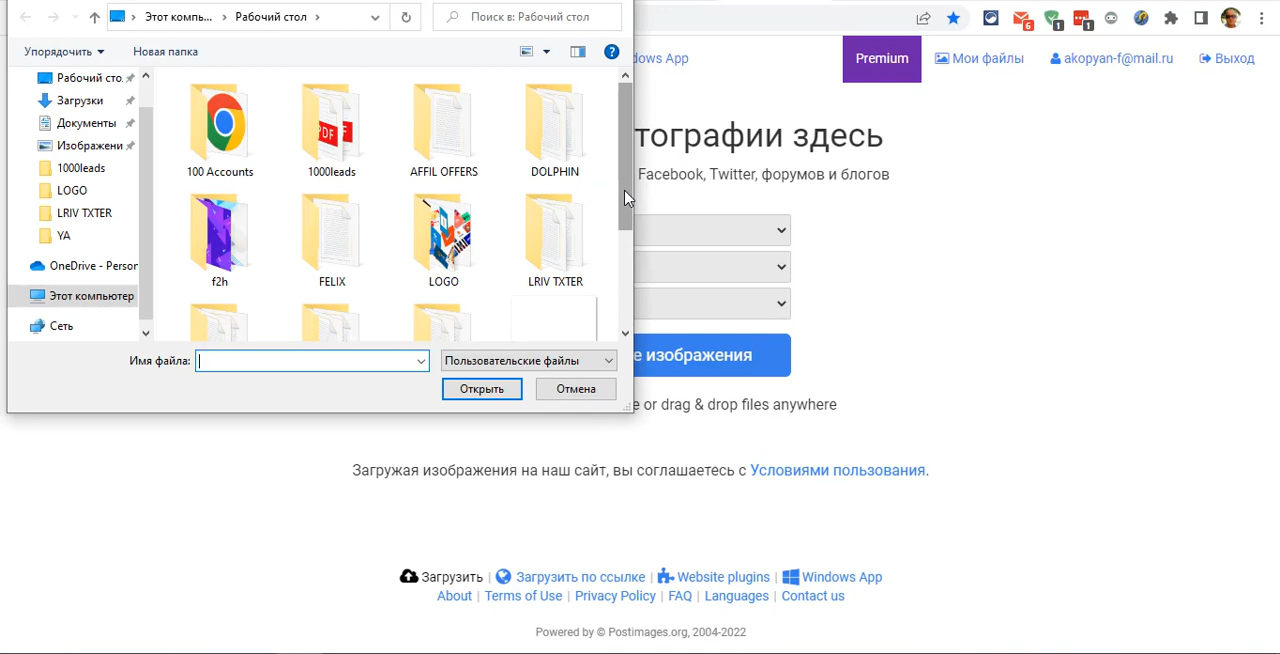 Этот компь...
Рабочий стол
Поиск в: Рабочий стол
Упорядочить
Новая папка
Рабочий сто.
Загрузки
Документы
Изображени
1000leads
LOGO
LRIV TXTER
YA
OneDrive - Person
Этот компьютер
Сеть
PDF
100 Accounts
1000leads
AFFIL OFFERS
DOLPHIN
f2h
FELIX
LOGO
LRIV TXTER
Имя файла:
Пользовательские файлы
Открыть
Отмена
6
1
1
dows App
Premium
Мои файлы
akopyan-f@mail.ru
Выход
тографии здесь
Facebook, Twitter, форумов и блогов
е изображения
e or drag & drop files anywhere
Загружая изображения на наш сайт, вы соглашаетесь с Условиями пользования.
Загрузить | Загрузить по ссылке | Website plugins | Windows App
About | Terms of Use | Privacy Policy | FAQ | Languages | Contact us
Powered by © Postimages.org, 2004-2022